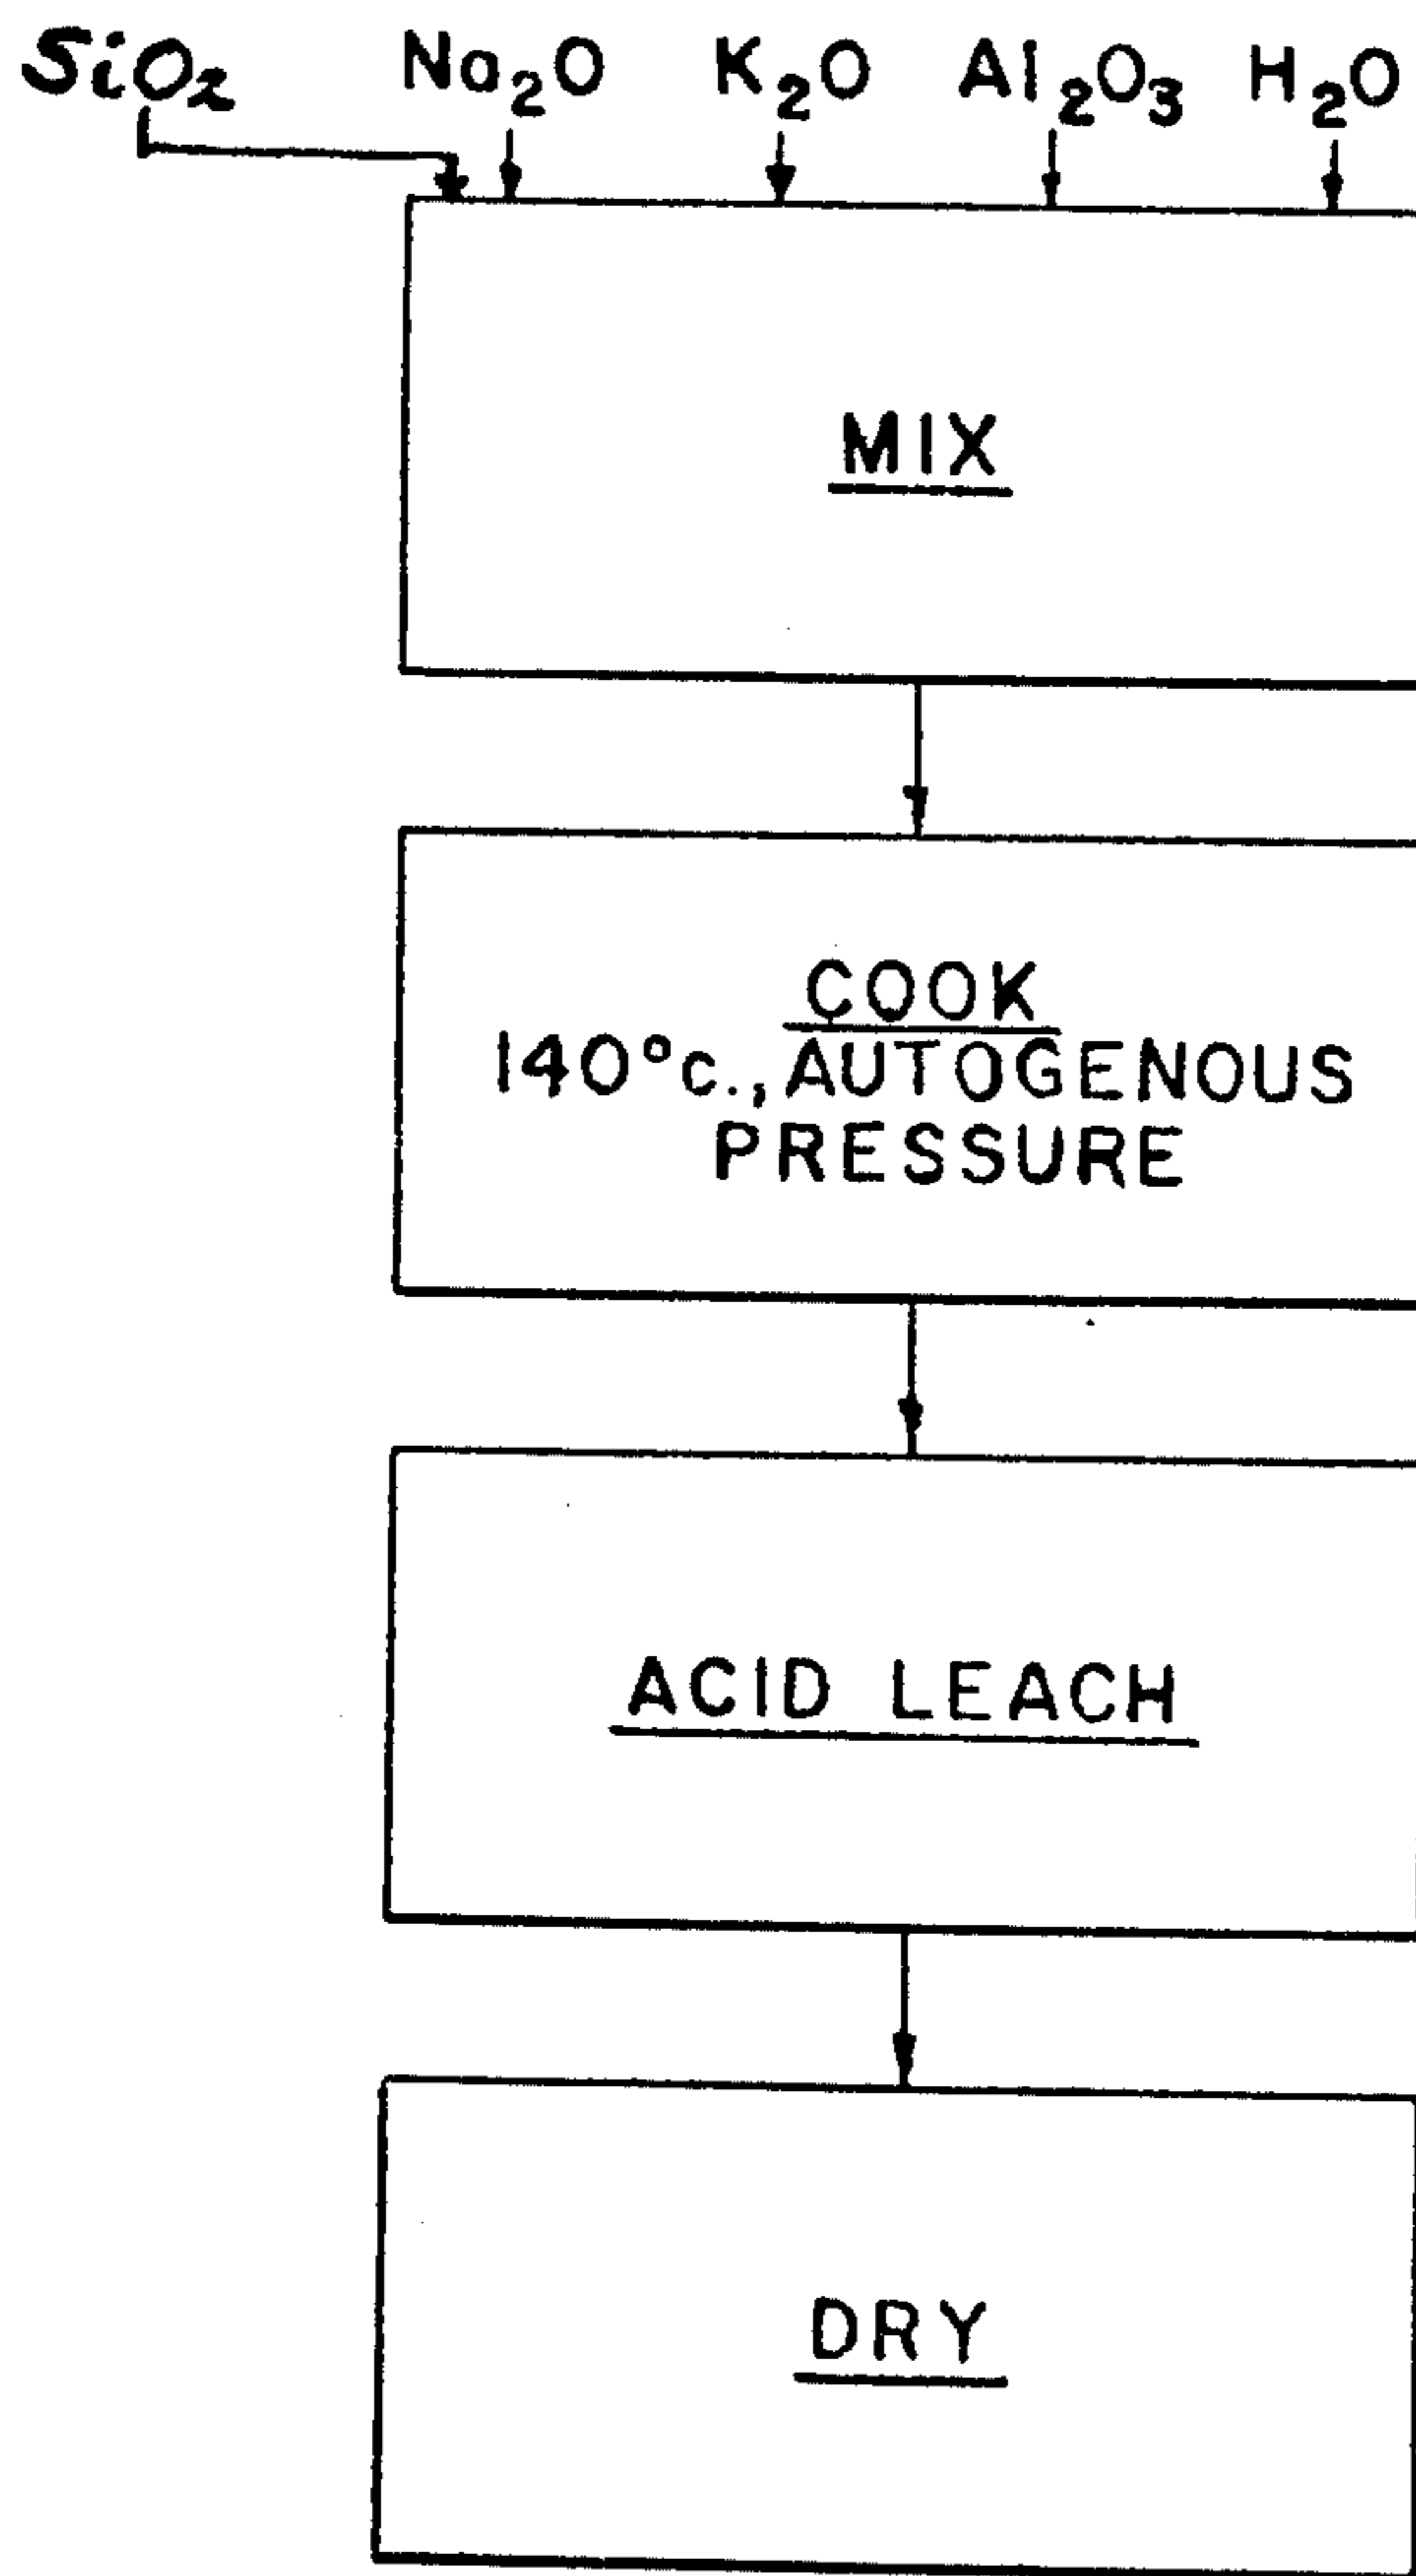 SiO₂ Na₂O K₂O Al₂O₃ H₂O
MIX
COOK
140°c., AUTOGENOUS
PRESSURE
ACID LEACH
DRY